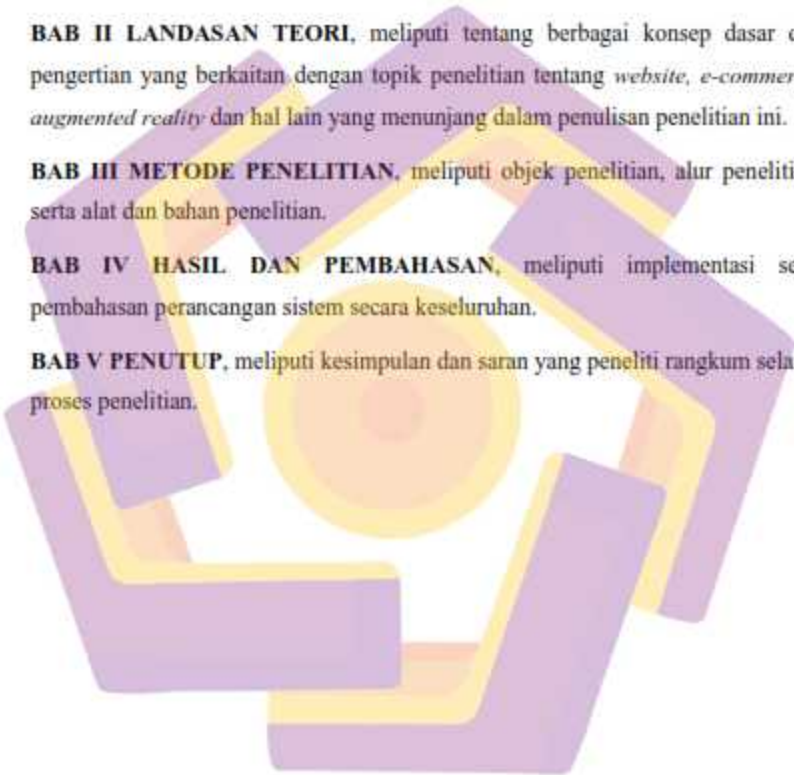 BAB II LANDASAN TEORI, meliputi tentang berbagai konsep dasar d
pengertian yang berkaitan dengan topik penelitian tentang website, e-commer
augmented reality dan hal lain yang menunjang dalam penulisan penelitian ini.
BAB III METODE PENELITIAN, meliputi objek penelitian, alur peneliti
serta alat dan bahan penelitian.
BAB IV HASIL DAN PEMBAHASAN, meliputi implementasi se
pembahasan perancangan sistem secara keseluruhan.
BAB V PENUTUP, meliputi kesimpulan dan saran yang peneliti rangkum sela
proses penelitian.